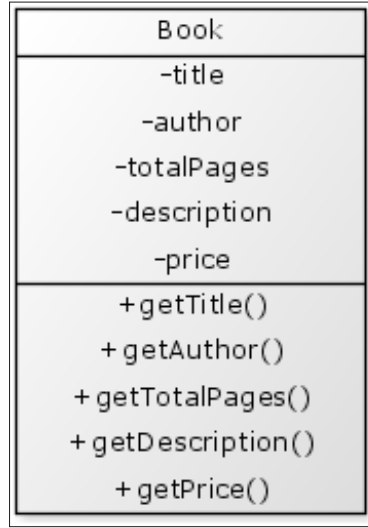 Book
-title
-author
-totalPages
-description
-price
+getTitle()
+getAuthor()
+getTotalPages()
+getDescription()
+getPrice()